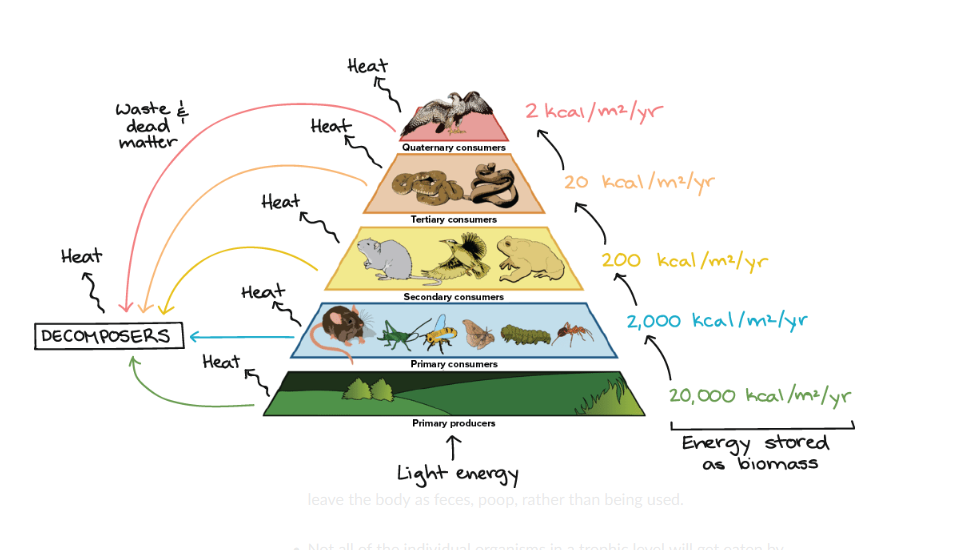 Heat
Waste &
dead
matter
2 kcal/m²/yr
Heat
Quaternary consumers
20 kcal/m²/yr
Heat
Tertiary consumers
Heat
200 kcal/m²/yr
Heat
Secondary consumers
2,000 kcal/m²/yr
DECOMPOSERS
Heat
Primary consumers
20,000 kcal/m²/yr
Primary producers
Energy stored
as biomass
Light energy
leave the body as feces, poop, rather than being used.
• Not all of the individual organisms in a trophic level will get eaten by